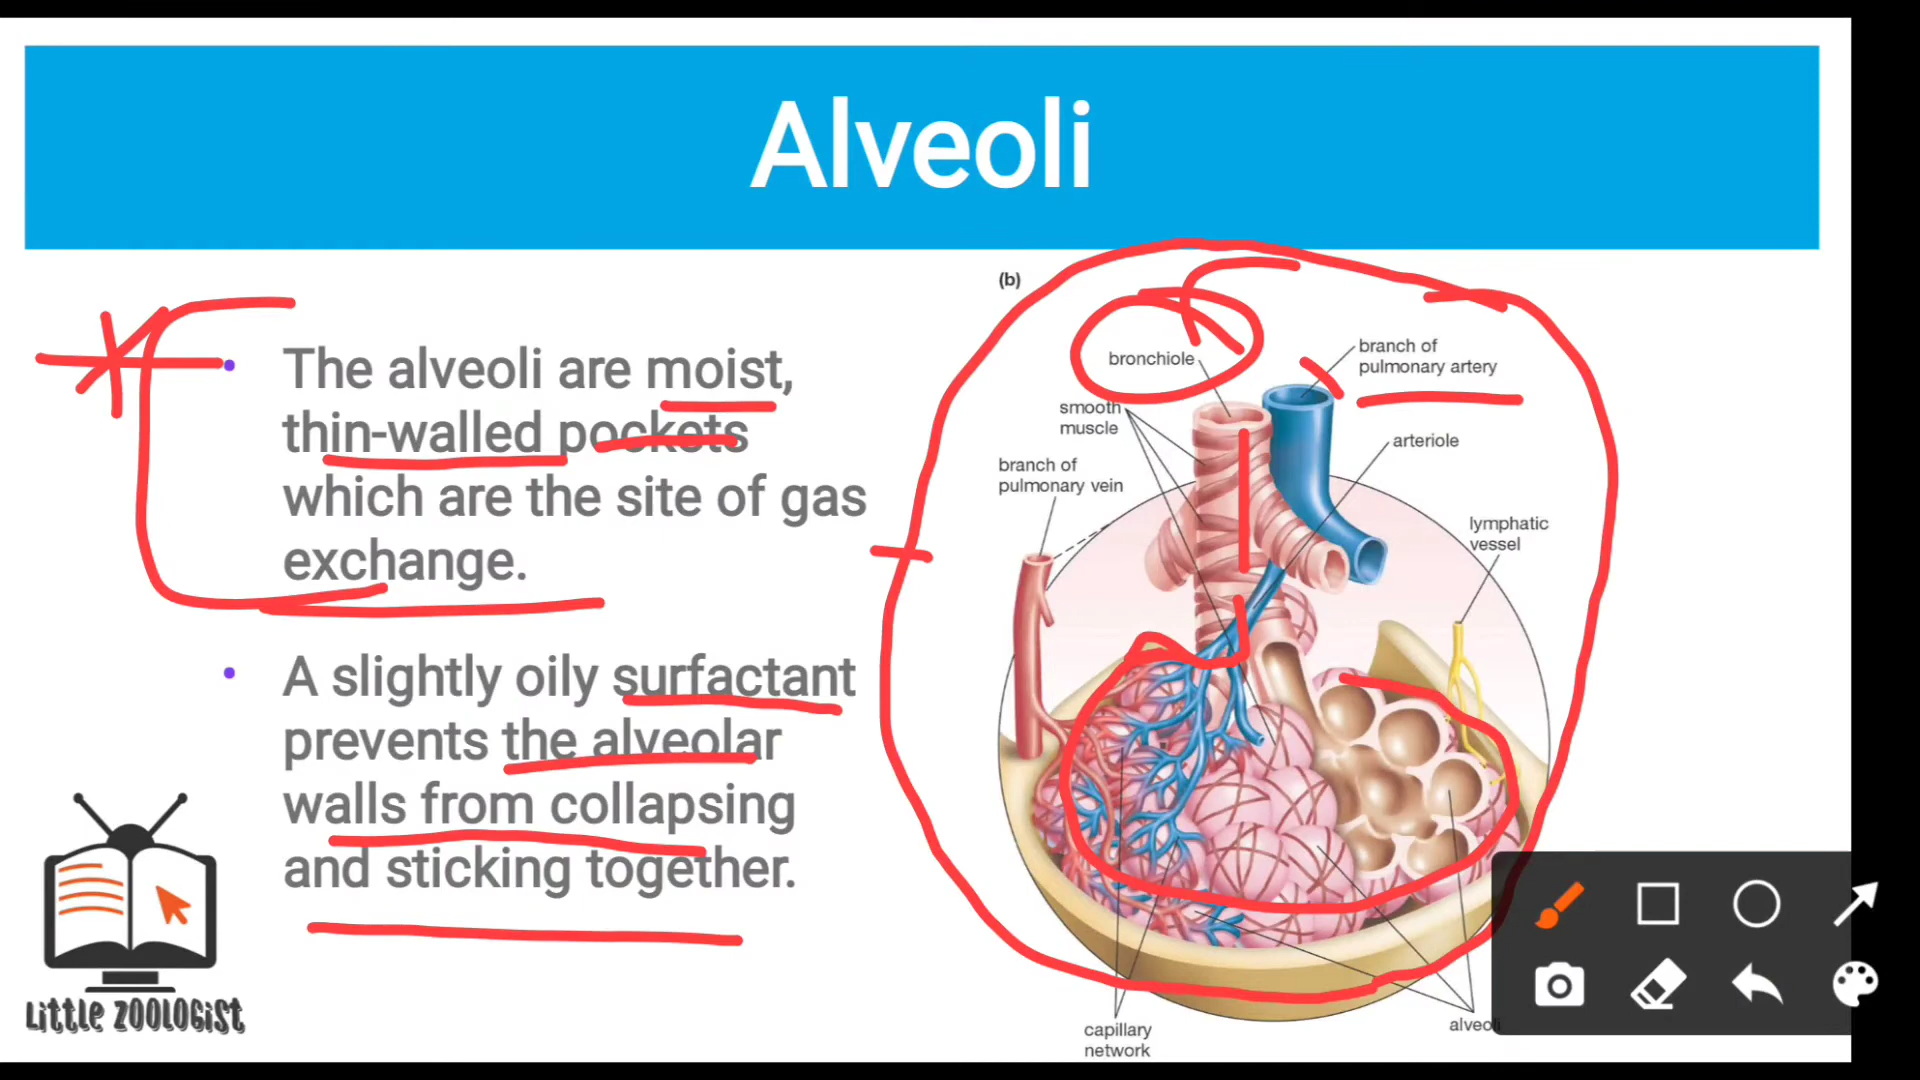 Alveoli
The alveoli are moist,
thin-walled pockets
which are the site of gas
exchange.
A slightly oily surfactant
prevents the alveolar
walls from collapsing
and sticking together.
LiTTLE ZOOLOGiST
(b)
bronchiole
branch of
pulmonary artery
smooth
muscle
arteriole
branch of
pulmonary vein
lymphatic
vessel
capillary
network
alveoli